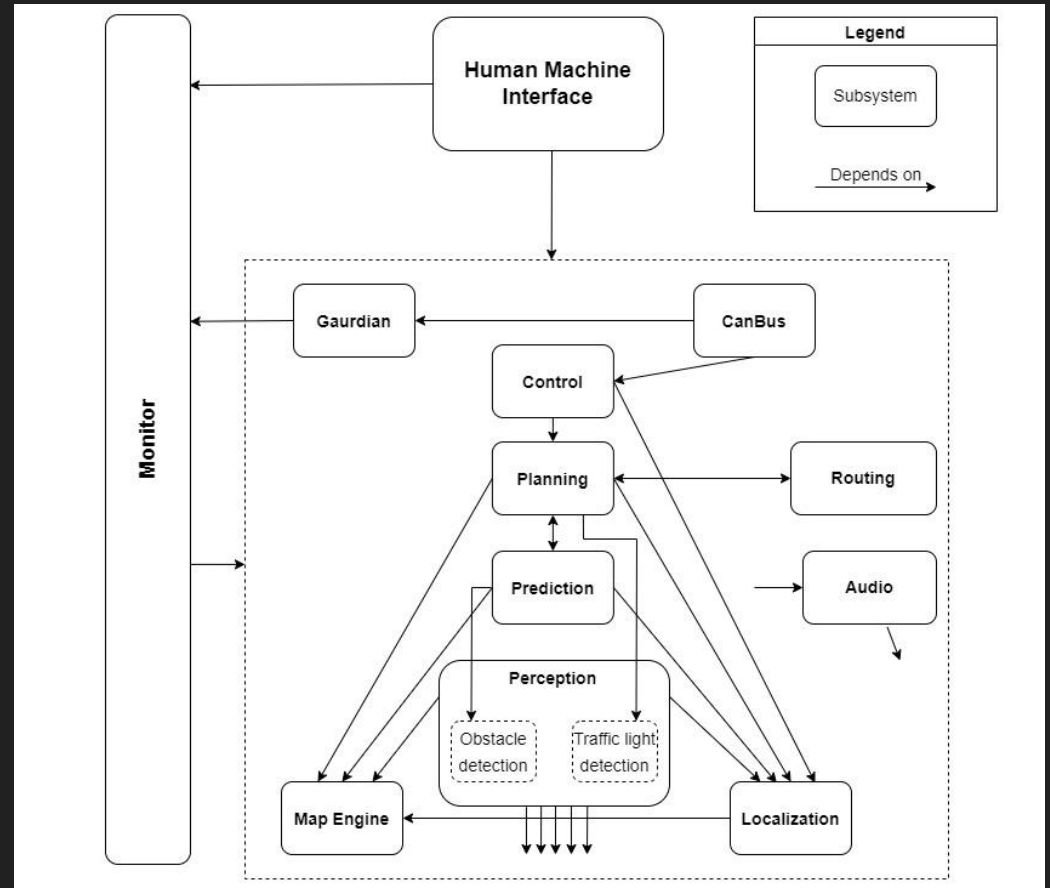 Human Machine
Interface
Legend
Subsystem
Depends on
Monitor
Gaurdian
CanBus
Control
Planning
Routing
Prediction
Audio
Perception
Obstacle
detection
Traffic light
detection
Map Engine
Localization